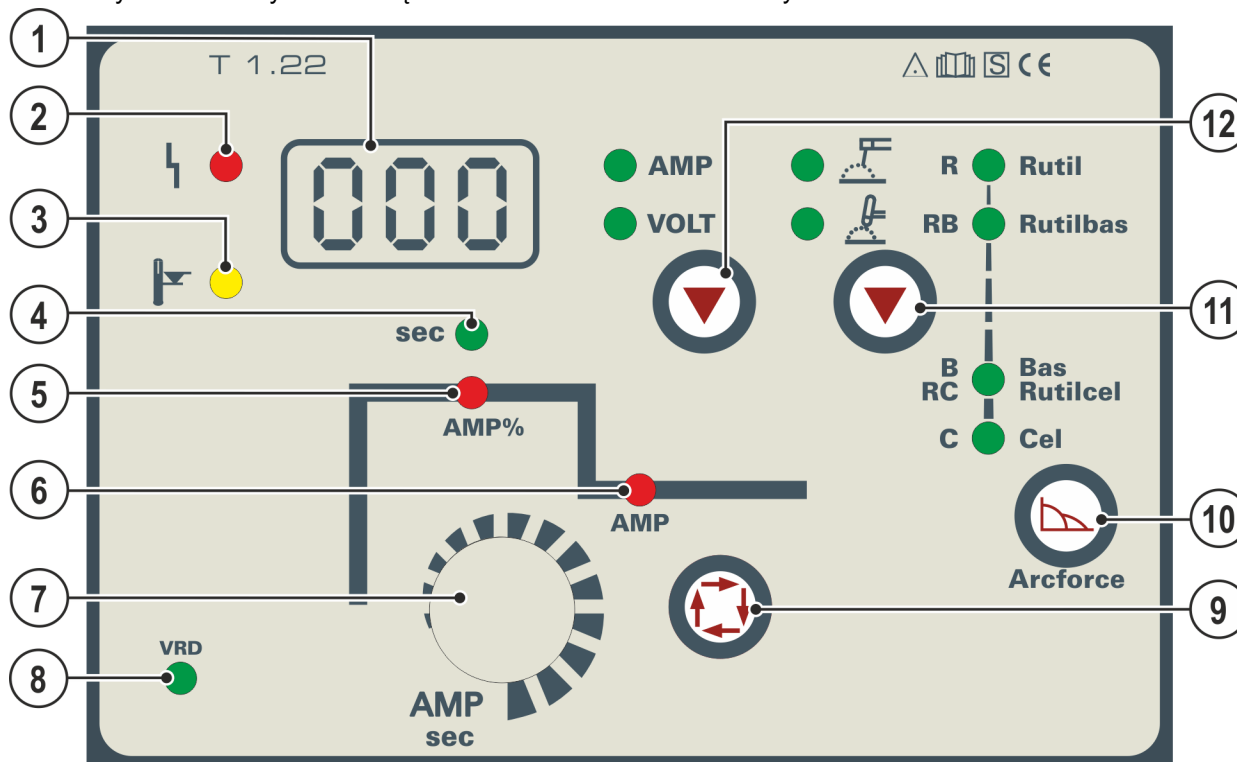 1
T 1.22
S CE
2
12
000
AMP
R Rutil
3
VOLT
RB Rutilbas
4
sec
11
5
B Bas
RC Rutilcel
AMP%
C Cel
6
AMP
10
Arcforce
7
9
VRD
8
AMP
sec